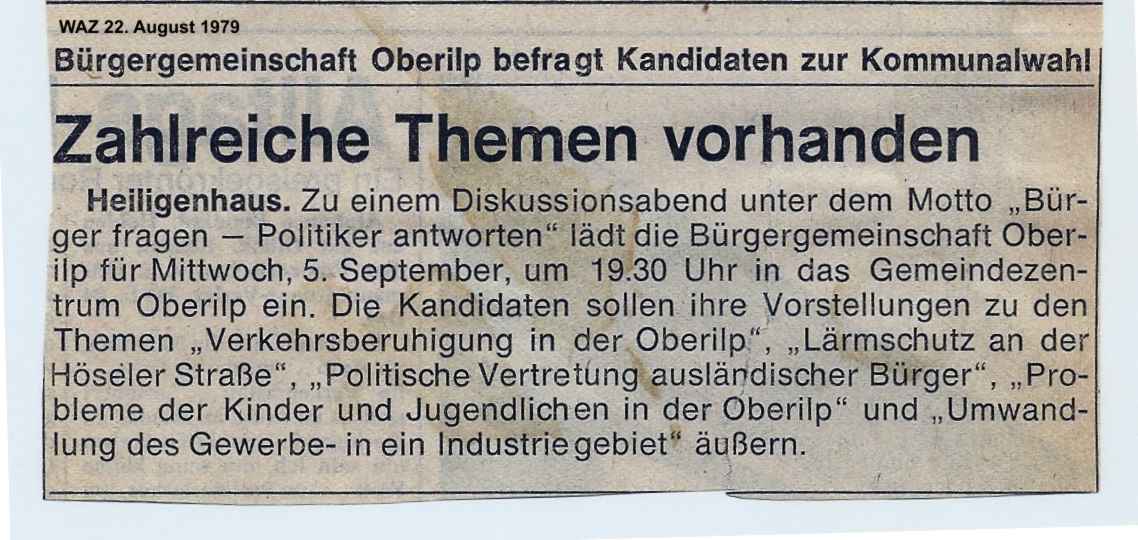 WAZ 22. August 1979
Bürgergemeinschaft Oberilp befragt Kandidaten zur Kommunalwahl
Zahlreiche Themen vorhanden
Heiligenhaus. Zu einem Diskussionsabend unter dem Motto „Bür-
ger fragen — Politiker antworten“ lädt die Bürgergemeinschaft Ober-
ilp für Mittwoch, 5. September, um 19.30 Uhr in das Gemeindezen-
trum Oberilp ein. Die Kandidaten sollen ihre Vorstellungen zu den
Themen „Verkehrsberuhigung in der Oberilp“, „Lärmschutz an der
Höseler Straße“, „Politische Vertretung ausländischer Bürger“, „Pro-
bleme der Kinder und Jugendlichen in der Oberilp“ und „Umwand-
lung des Gewerbe- in ein Industriegebiet“ äußern.